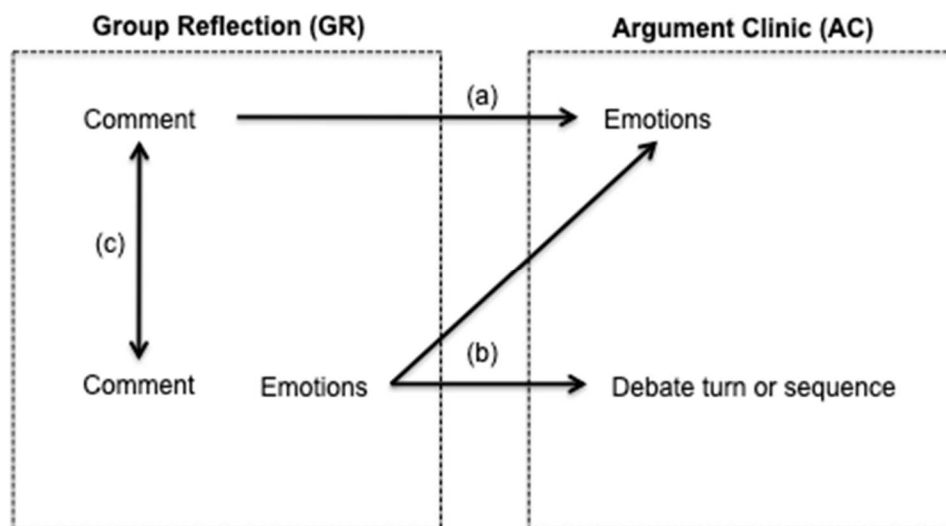 Group Reflection (GR)
Argument Clinic (AC)
Comment
(a)
Emotions
(c)
(b)
Comment
Emotions
Debate turn or sequence